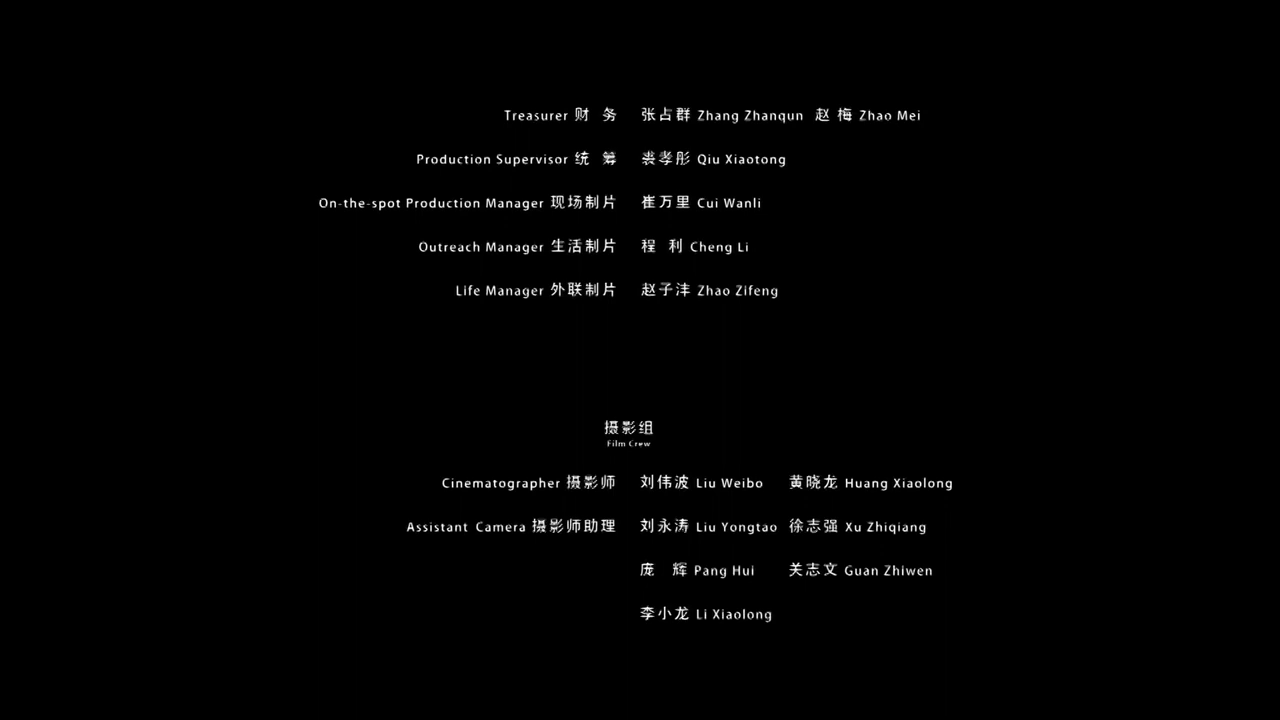 Treasurer 财 务 张占群 Zhang Zhanqun 赵 梅 Zhao Mei
Production Supervisor 统 筹 裘孝彤 Qiu Xiaotong
On-the-spot Production Manager 现场制片 崔万里 Cui Wanli
Outreach Manager 生活制片 程 利 Cheng Li
Life Manager 外联制片 赵子沣 Zhao Zifeng
摄影组
Film Crew
Cinematographer 摄影师 刘伟波 Liu Weibo 黄晓龙 Huang Xiaolong
Assistant Camera 摄影师助理 刘永涛 Liu Yongtao 徐志强 Xu Zhiqiang
庞 辉 Pang Hui 关志文 Guan Zhiwen
李小龙 Li Xiaolong